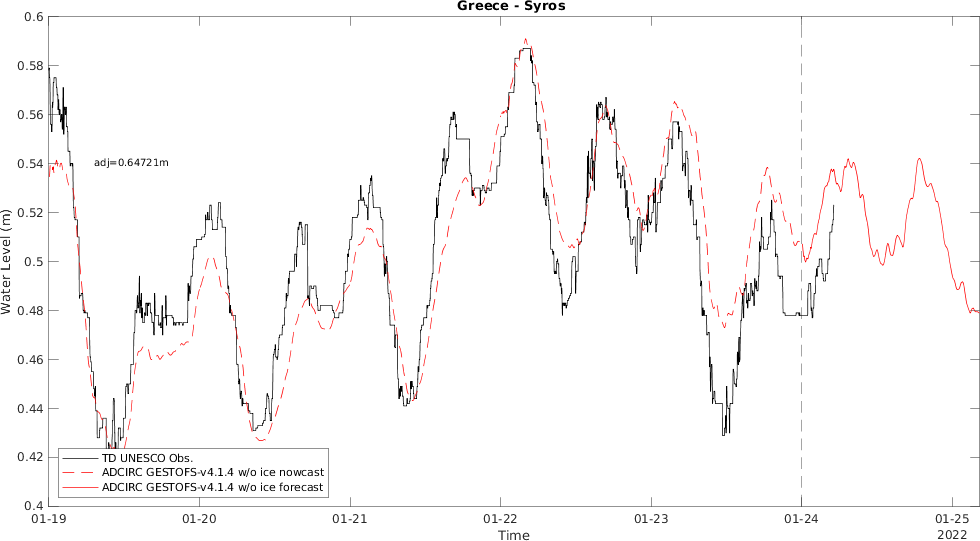 Greece - Syros
0.6
0.58
0.56
0.54
0.52
0.5
0.48
0.46
0.44
0.42
0.4
Water Level (m)
adj=0.64721m
TD UNESCO Obs.
ADCIRC GESTOFS-v4.1.4 w/o ice nowcast
ADCIRC GESTOFS-v4.1.4 w/o ice forecast
01-19 01-20 01-21 01-22 01-23 01-24 01-25
Time
2022